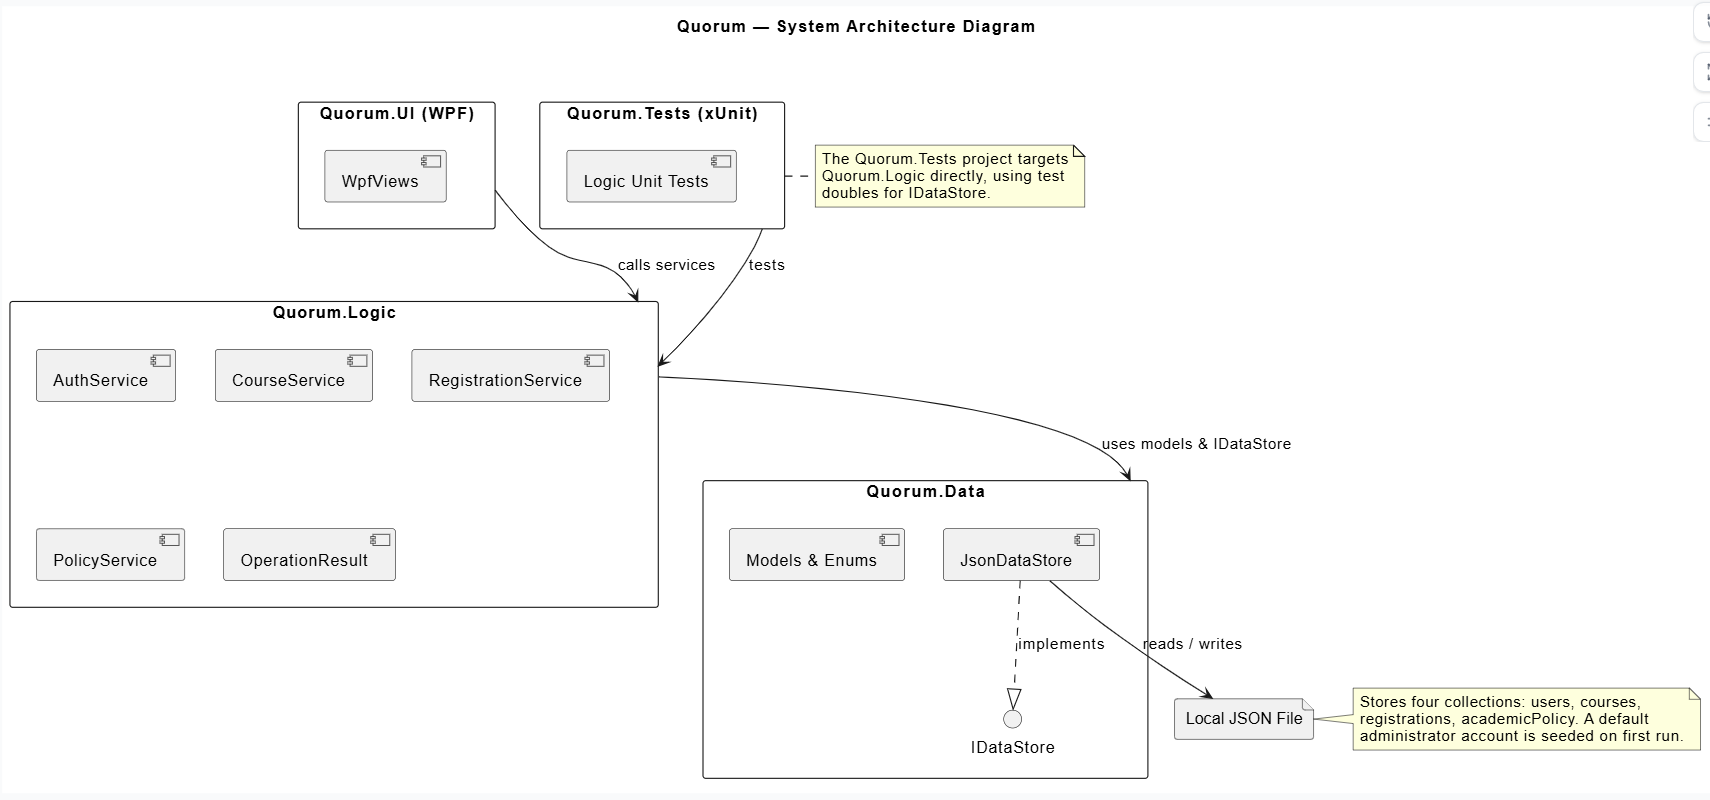 Quorum — System Architecture Diagram
Quorum.UI (WPF)
WpfViews
Quorum.Tests (xUnit)
Logic Unit Tests
The Quorum.Tests project targets
Quorum.Logic directly, using test
doubles for IDataStore.
calls services
tests
Quorum.Logic
AuthService
CourseService
RegistrationService
PolicyService
OperationResult
uses models & IDataStore
Quorum.Data
Models & Enums
JsonDataStore
implements
reads / writes
IDataStore
Local JSON File
Stores four collections: users, courses,
registrations, academicPolicy. A default
administrator account is seeded on first run.